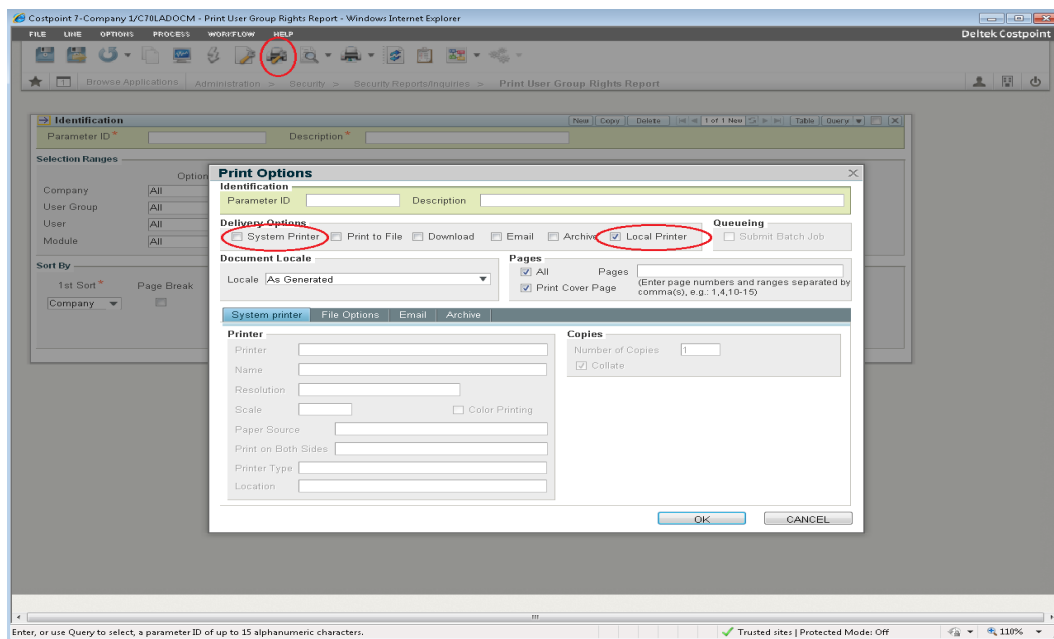 Costpoint 7-Company 1/C70LADOCM - Print User Group Rights Report - Windows Internet Explorer
FILE LINE OPTIONS PROCESS WORKFLOW HELP Deltek Costpoint
Browse Applications Administration > Security > Security Reports/Inquiries > Print User Group Rights Report
Identification New Copy Delete 1 of 1 New Table Query
Parameter ID * Description *
Selection Ranges
Option
Company All
User Group All
User All
Module All
Sort By
1st Sort * Page Break
Company
Print Options
Identification
Parameter ID Description
Delivery Options Queueing
System Printer Print to File Download Email Archive Local Printer Submit Batch Job
Document Locale Pages
Locale As Generated All Pages
Print Cover Page (Enter page numbers and ranges separated by
comma(s), e.g.: 1,4,10-15)
System printer File Options Email Archive
Printer Copies
Printer Number of Copies 1
Name Collate
Resolution
Scale Color Printing
Paper Source
Print on Both Sides
Printer Type
Location
OK CANCEL
Enter, or use Query to select, a parameter ID of up to 15 alphanumeric characters. Trusted sites | Protected Mode: Off 110%